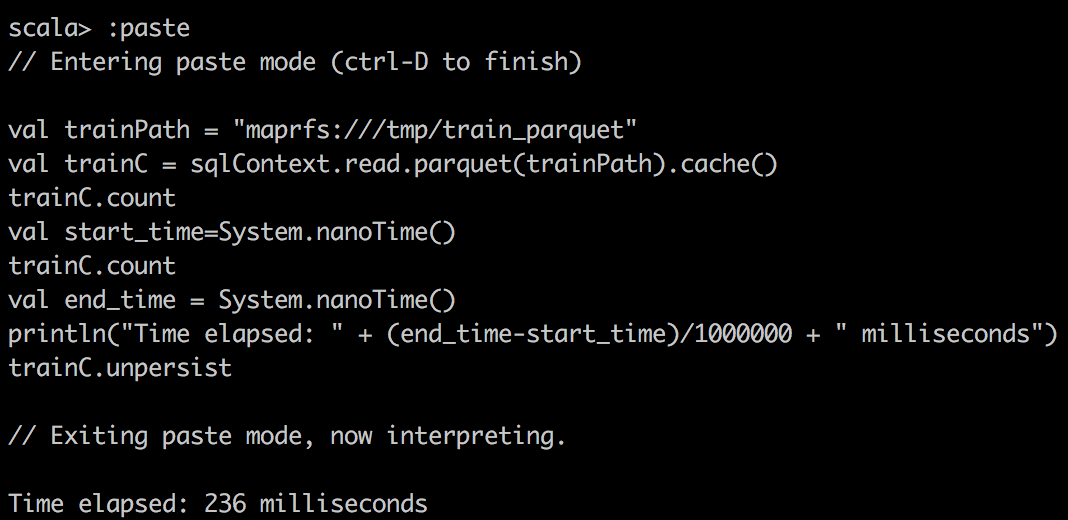 scala> :paste
// Entering paste mode (ctrl-D to finish)
val trainPath = "maprfs:///tmp/train_parquet"
val trainC = sqlContext.read.parquet(trainPath).cache()
trainC.count
val start_time=System.nanoTime()
trainC.count
val end_time = System.nanoTime()
println("Time elapsed: " + (end_time-start_time)/1000000 + " milliseconds")
trainC.unpersist
// Exiting paste mode, now interpreting.
Time elapsed: 236 milliseconds